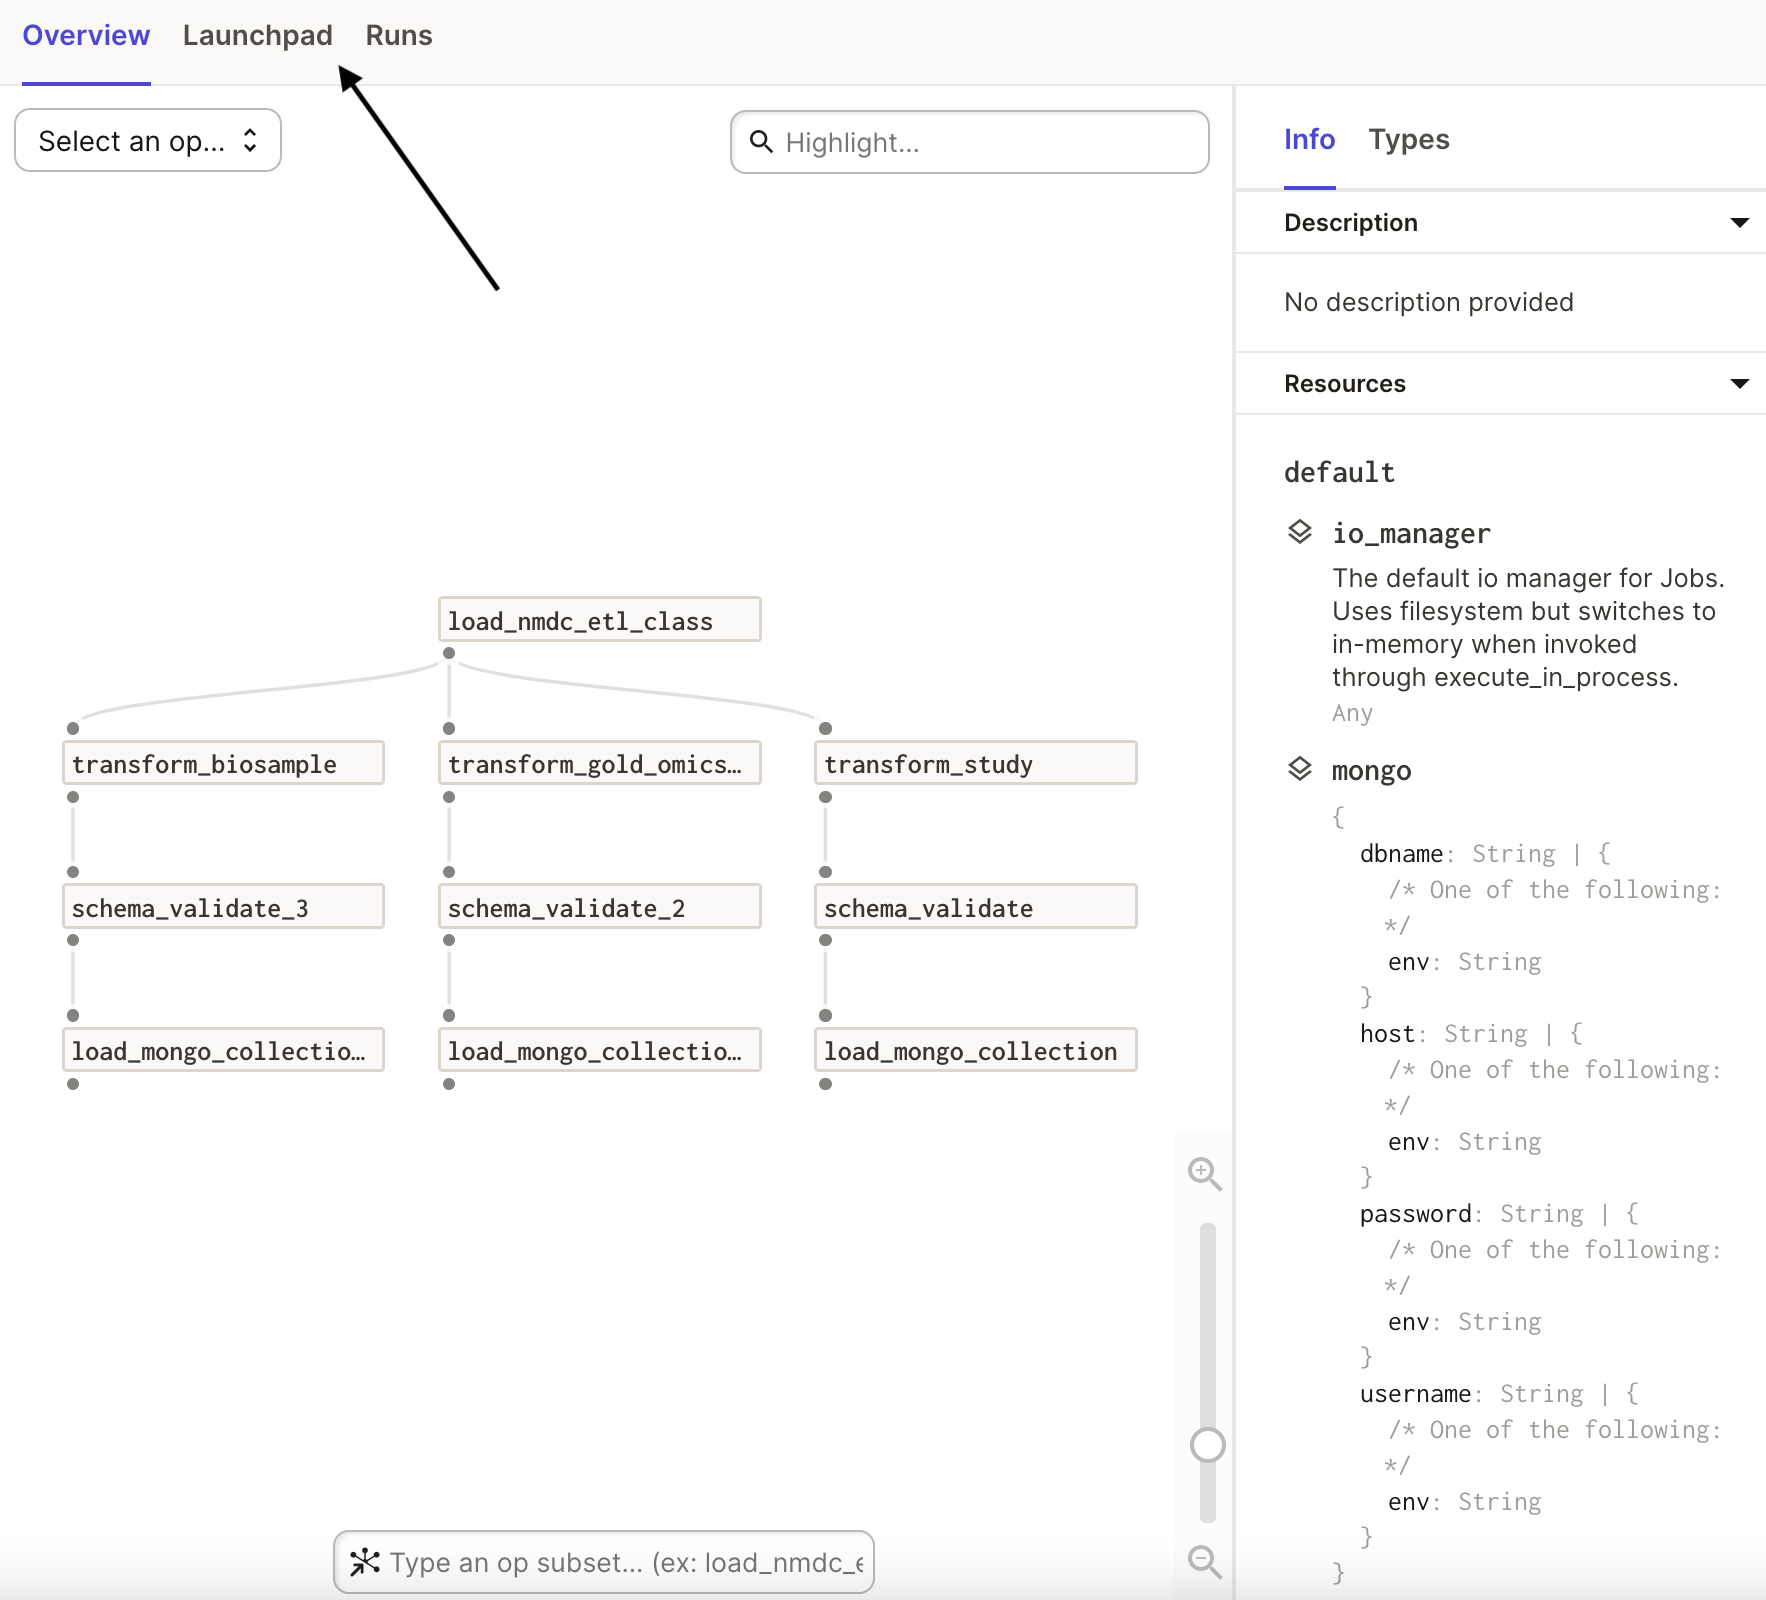 Overview Launchpad Runs
Select an op...
Highlight...
load_nmdc_etl_class
transform_biosample
transform_gold_omics…
transform_study
schema_validate_3
schema_validate_2
schema_validate
load_mongo_collectio…
load_mongo_collectio…
load_mongo_collection
Type an op subset... (ex: load_nmdc_e
Info Types
Description
No description provided
Resources
default
io_manager
The default io manager for Jobs.
Uses filesystem but switches to
in-memory when invoked
through execute_in_process.
Any
mongo
{
dbname: String | {
/* One of the following:
*/
env: String
}
host: String | {
/* One of the following:
*/
env: String
}
password: String | {
/* One of the following:
*/
env: String
}
username: String | {
/* One of the following:
*/
env: String
}
}